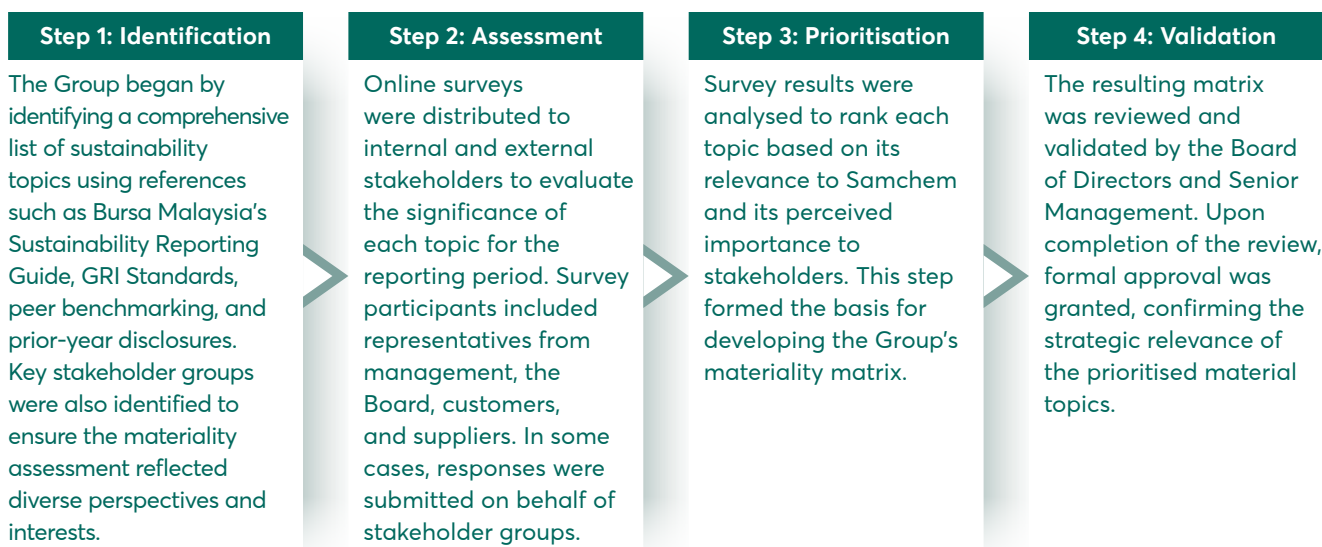 Step 1: Identification
The Group began by
identifying a comprehensive
list of sustainability
topics using references
such as Bursa Malaysia's
Sustainability Reporting
Guide, GRI Standards,
peer benchmarking, and
prior-year disclosures.
Key stakeholder groups
were also identified to
ensure the materiality
assessment reflected
diverse perspectives and
interests.
Step 2: Assessment
Online surveys
were distributed to
internal and external
stakeholders to evaluate
the significance of
each topic for the
reporting period. Survey
participants included
representatives from
management, the
Board, customers,
and suppliers. In some
cases, responses were
submitted on behalf of
stakeholder groups.
Step 3: Prioritisation
Survey results were
analysed to rank each
topic based on its
relevance to Samchem
and its perceived
importance to
stakeholders. This step
formed the basis for
developing the Group's
materiality matrix.
Step 4: Validation
The resulting matrix
was reviewed and
validated by the Board
of Directors and Senior
Management. Upon
completion of the review,
formal approval was
granted, confirming the
strategic relevance of
the prioritised material
topics.